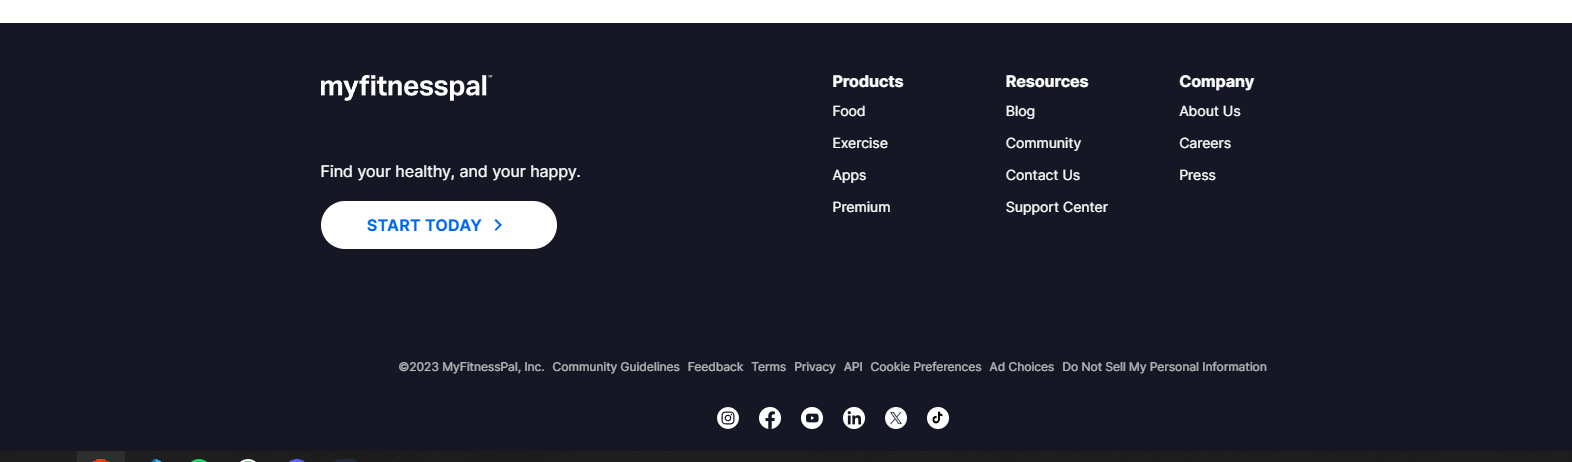 myfitnesspal
Find your healthy, and your happy.
START TODAY
Products
Food
Exercise
Apps
Premium
Resources
Blog
Community
Contact Us
Support Center
Company
About Us
Careers
Press
©2023 MyFitnessPal, Inc. Community Guidelines Feedback Terms Privacy API Cookie Preferences Ad Choices Do Not Sell My Personal Information